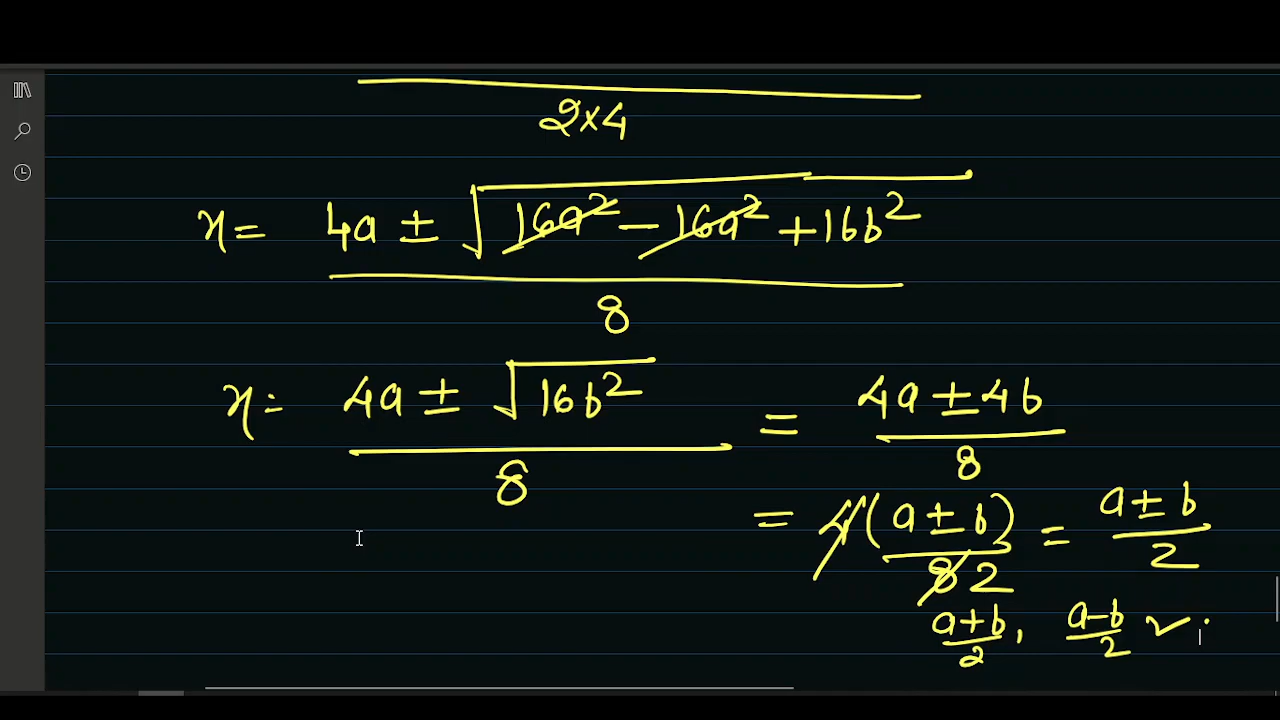 2×4
x = 4a ± √16a² − 16a² + 16b²
8
x = 4a ± √16b² = 4a ± 4b
8 8
= 4(a ± b) = a ± b
8 2 2
a+b, a−b
2 2